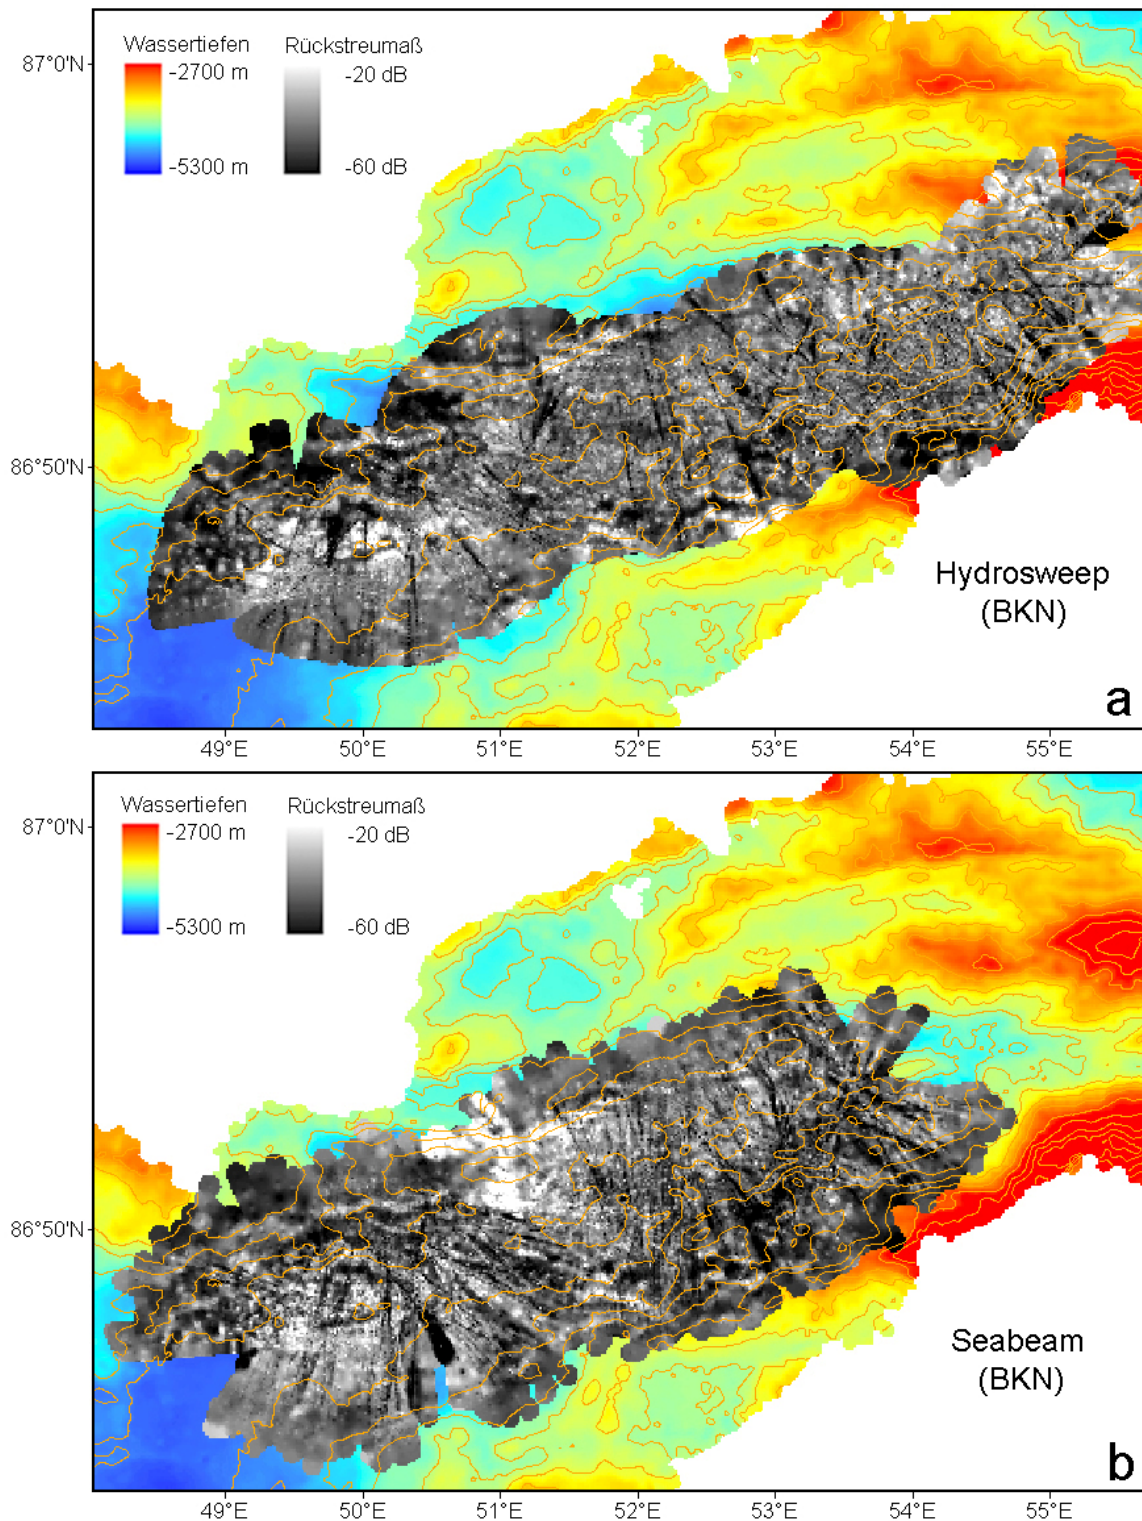 Wassertiefen Rückstreumaß
87°0'N
-2700 m -20 dB
-5300 m -60 dB
86°50'N
Hydrosweep
(BKN)
a
49°E 50°E 51°E 52°E 53°E 54°E 55°E
Wassertiefen Rückstreumaß
87°0'N
-2700 m -20 dB
-5300 m -60 dB
86°50'N
Seabeam
(BKN)
b
49°E 50°E 51°E 52°E 53°E 54°E 55°E